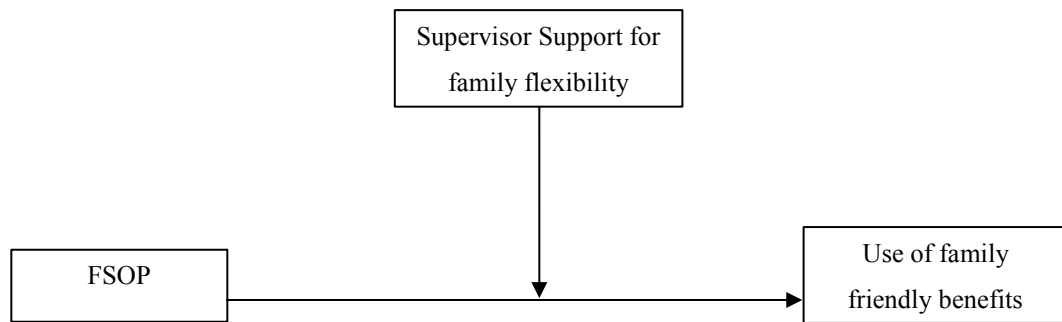 Supervisor Support for
family flexibility
FSOP
Use of family
friendly benefits